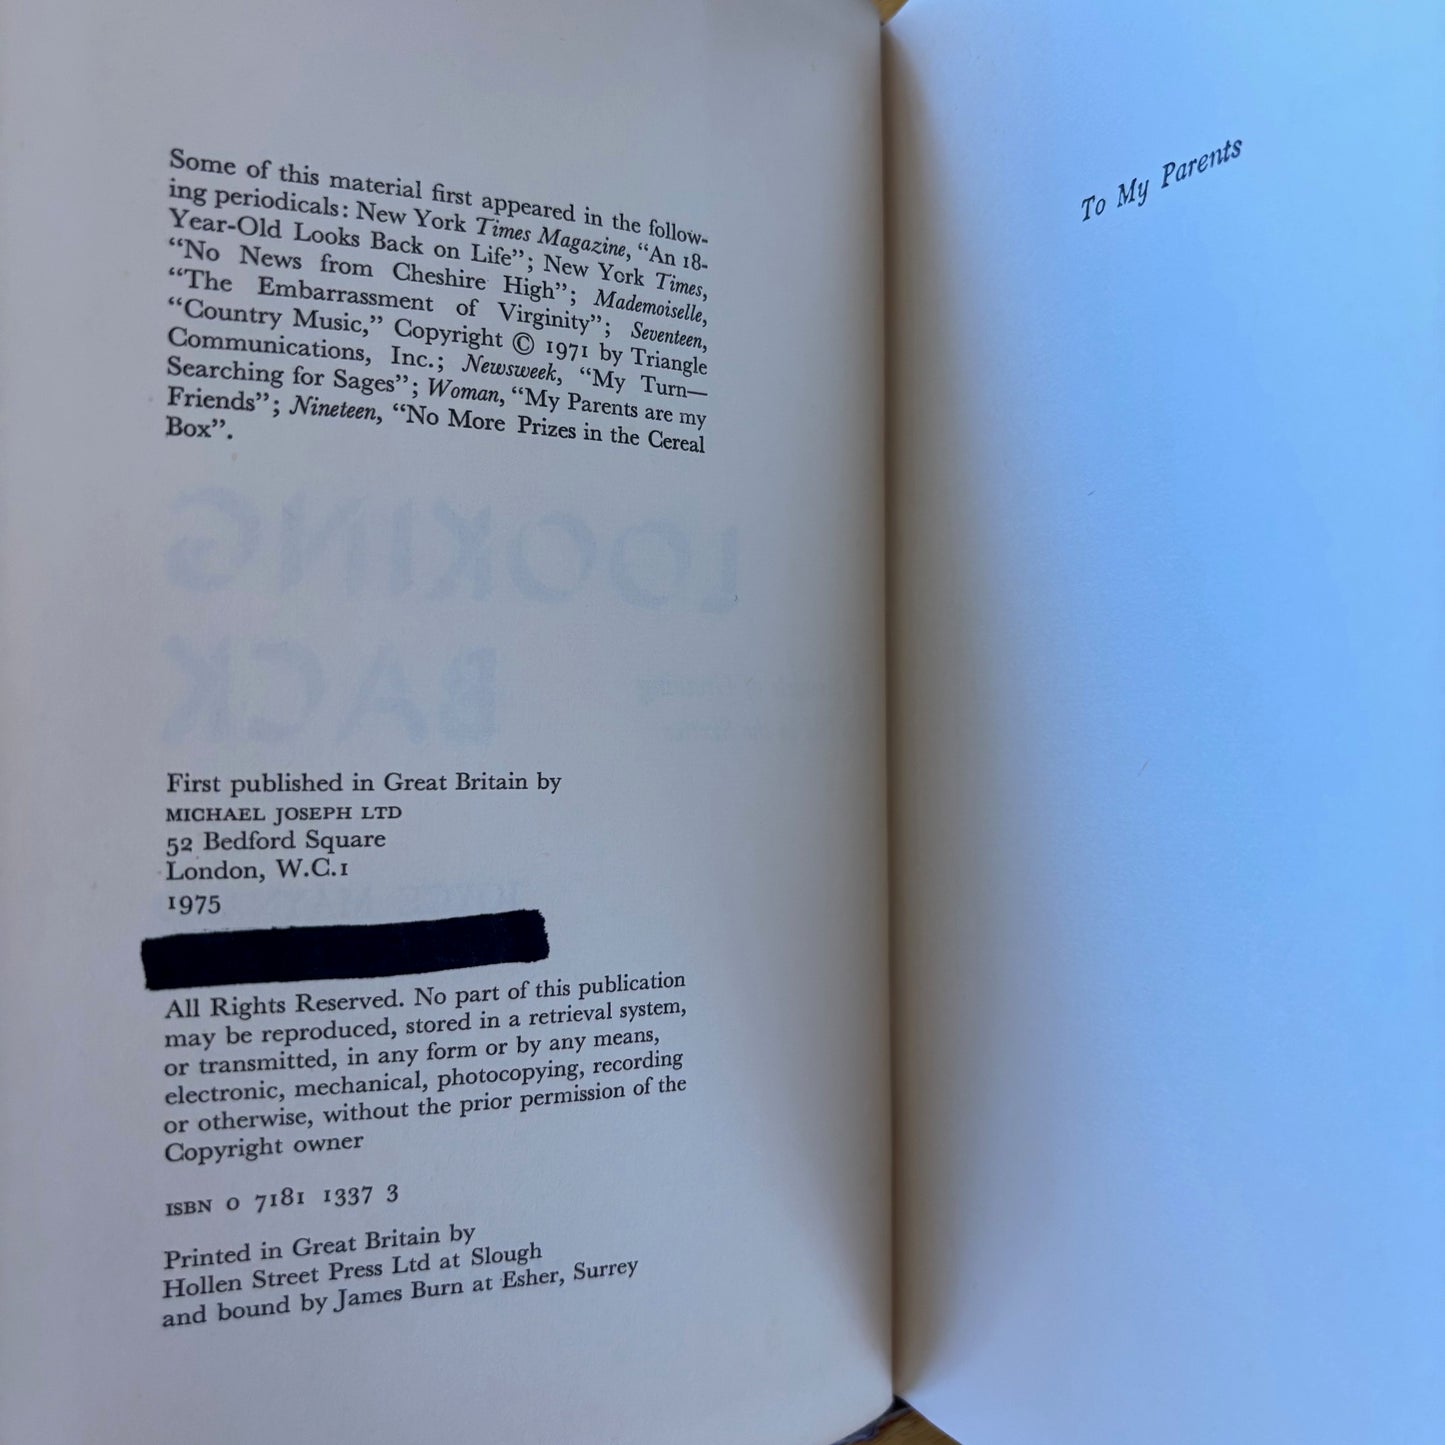 Some of this material first appeared in the follow-
ing periodicals: New York Times Magazine, “An 18-
Year-Old Looks Back on Life”; New York Times,
“No News from Cheshire High”; Mademoiselle,
“The Embarrassment of Virginity”; Seventeen,
“Country Music,” Copyright © 1971 by Triangle
Communications, Inc.; Newsweek, “My Turn—
Searching for Sages”; Woman, “My Parents are my
Friends”; Nineteen, “No More Prizes in the Cereal
Box”.
LOOKING
BACK
First published in Great Britain by
MICHAEL JOSEPH LTD
52 Bedford Square
London, W.C.1
1975
All Rights Reserved. No part of this publication
may be reproduced, stored in a retrieval system,
or transmitted, in any form or by any means,
electronic, mechanical, photocopying, recording
or otherwise, without the prior permission of the
Copyright owner
ISBN 0 7181 1337 3
Printed in Great Britain by
Hollen Street Press Ltd at Slough
and bound by James Burn at Esher, Surrey
To My Parents